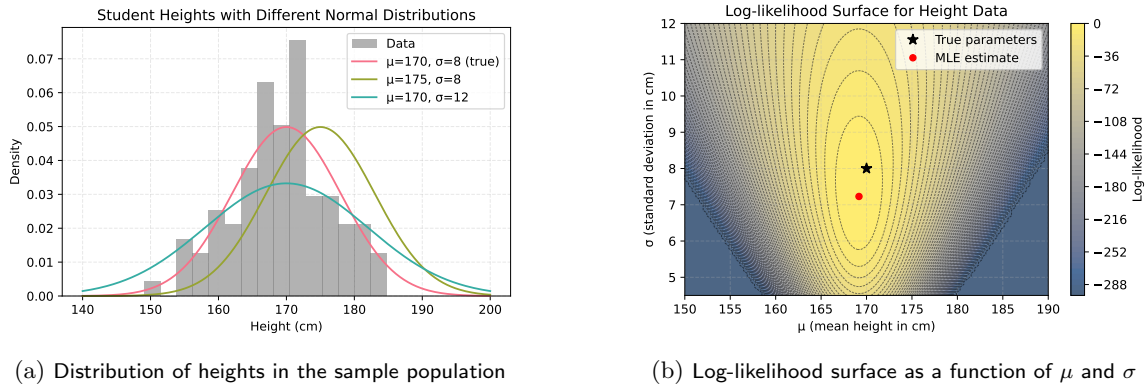 Student Heights with Different Normal Distributions
Data
μ=170, σ=8 (true)
μ=175, σ=8
μ=170, σ=12
Density
0.00
0.01
0.02
0.03
0.04
0.05
0.06
0.07
140 150 160 170 180 190 200
Height (cm)
(a) Distribution of heights in the sample population
Log-likelihood Surface for Height Data
True parameters
MLE estimate
σ (standard deviation in cm)
12
11
10
9
8
7
6
5
150 155 160 165 170 175 180 185 190
μ (mean height in cm)
0
−36
−72
−108
−144
−180
−216
−252
−288
Log-likelihood
(b) Log-likelihood surface as a function of μ and σ